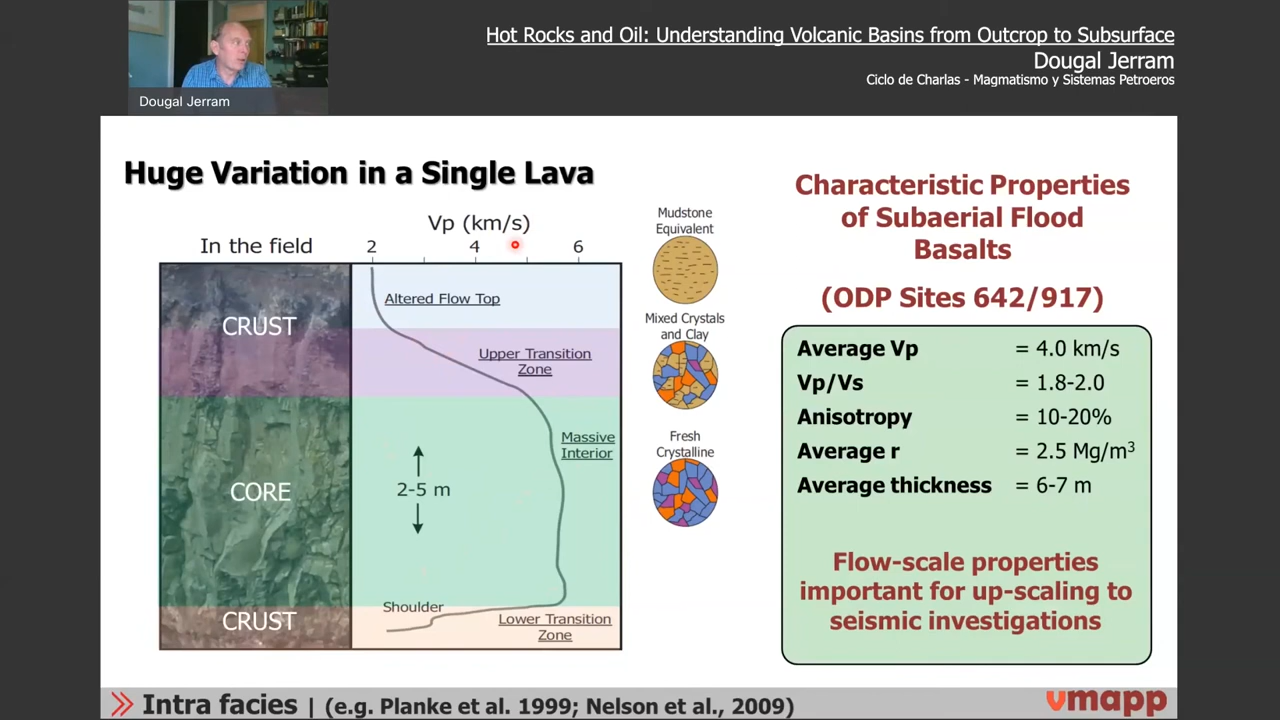 Hot Rocks and Oil: Understanding Volcanic Basins from Outcrop to Subsurface
Dougal Jerram
Ciclo de Charlas - Magmatismo y Sistemas Petroeros
Dougal Jerram
Huge Variation in a Single Lava
Vp (km/s)
In the field
2 4 6
CRUST
CORE
CRUST
Altered Flow Top
Upper Transition
Zone
Massive
Interior
2-5 m
Shoulder
Lower Transition
Zone
Mudstone
Equivalent
Mixed Crystals
and Clay
Fresh
Crystalline
Characteristic Properties
of Subaerial Flood
Basalts
(ODP Sites 642/917)
Average Vp = 4.0 km/s
Vp/Vs = 1.8-2.0
Anisotropy = 10-20%
Average r = 2.5 Mg/m³
Average thickness = 6-7 m
Flow-scale properties
important for up-scaling to
seismic investigations
Intra facies | (e.g. Planke et al. 1999; Nelson et al., 2009)
vmapp